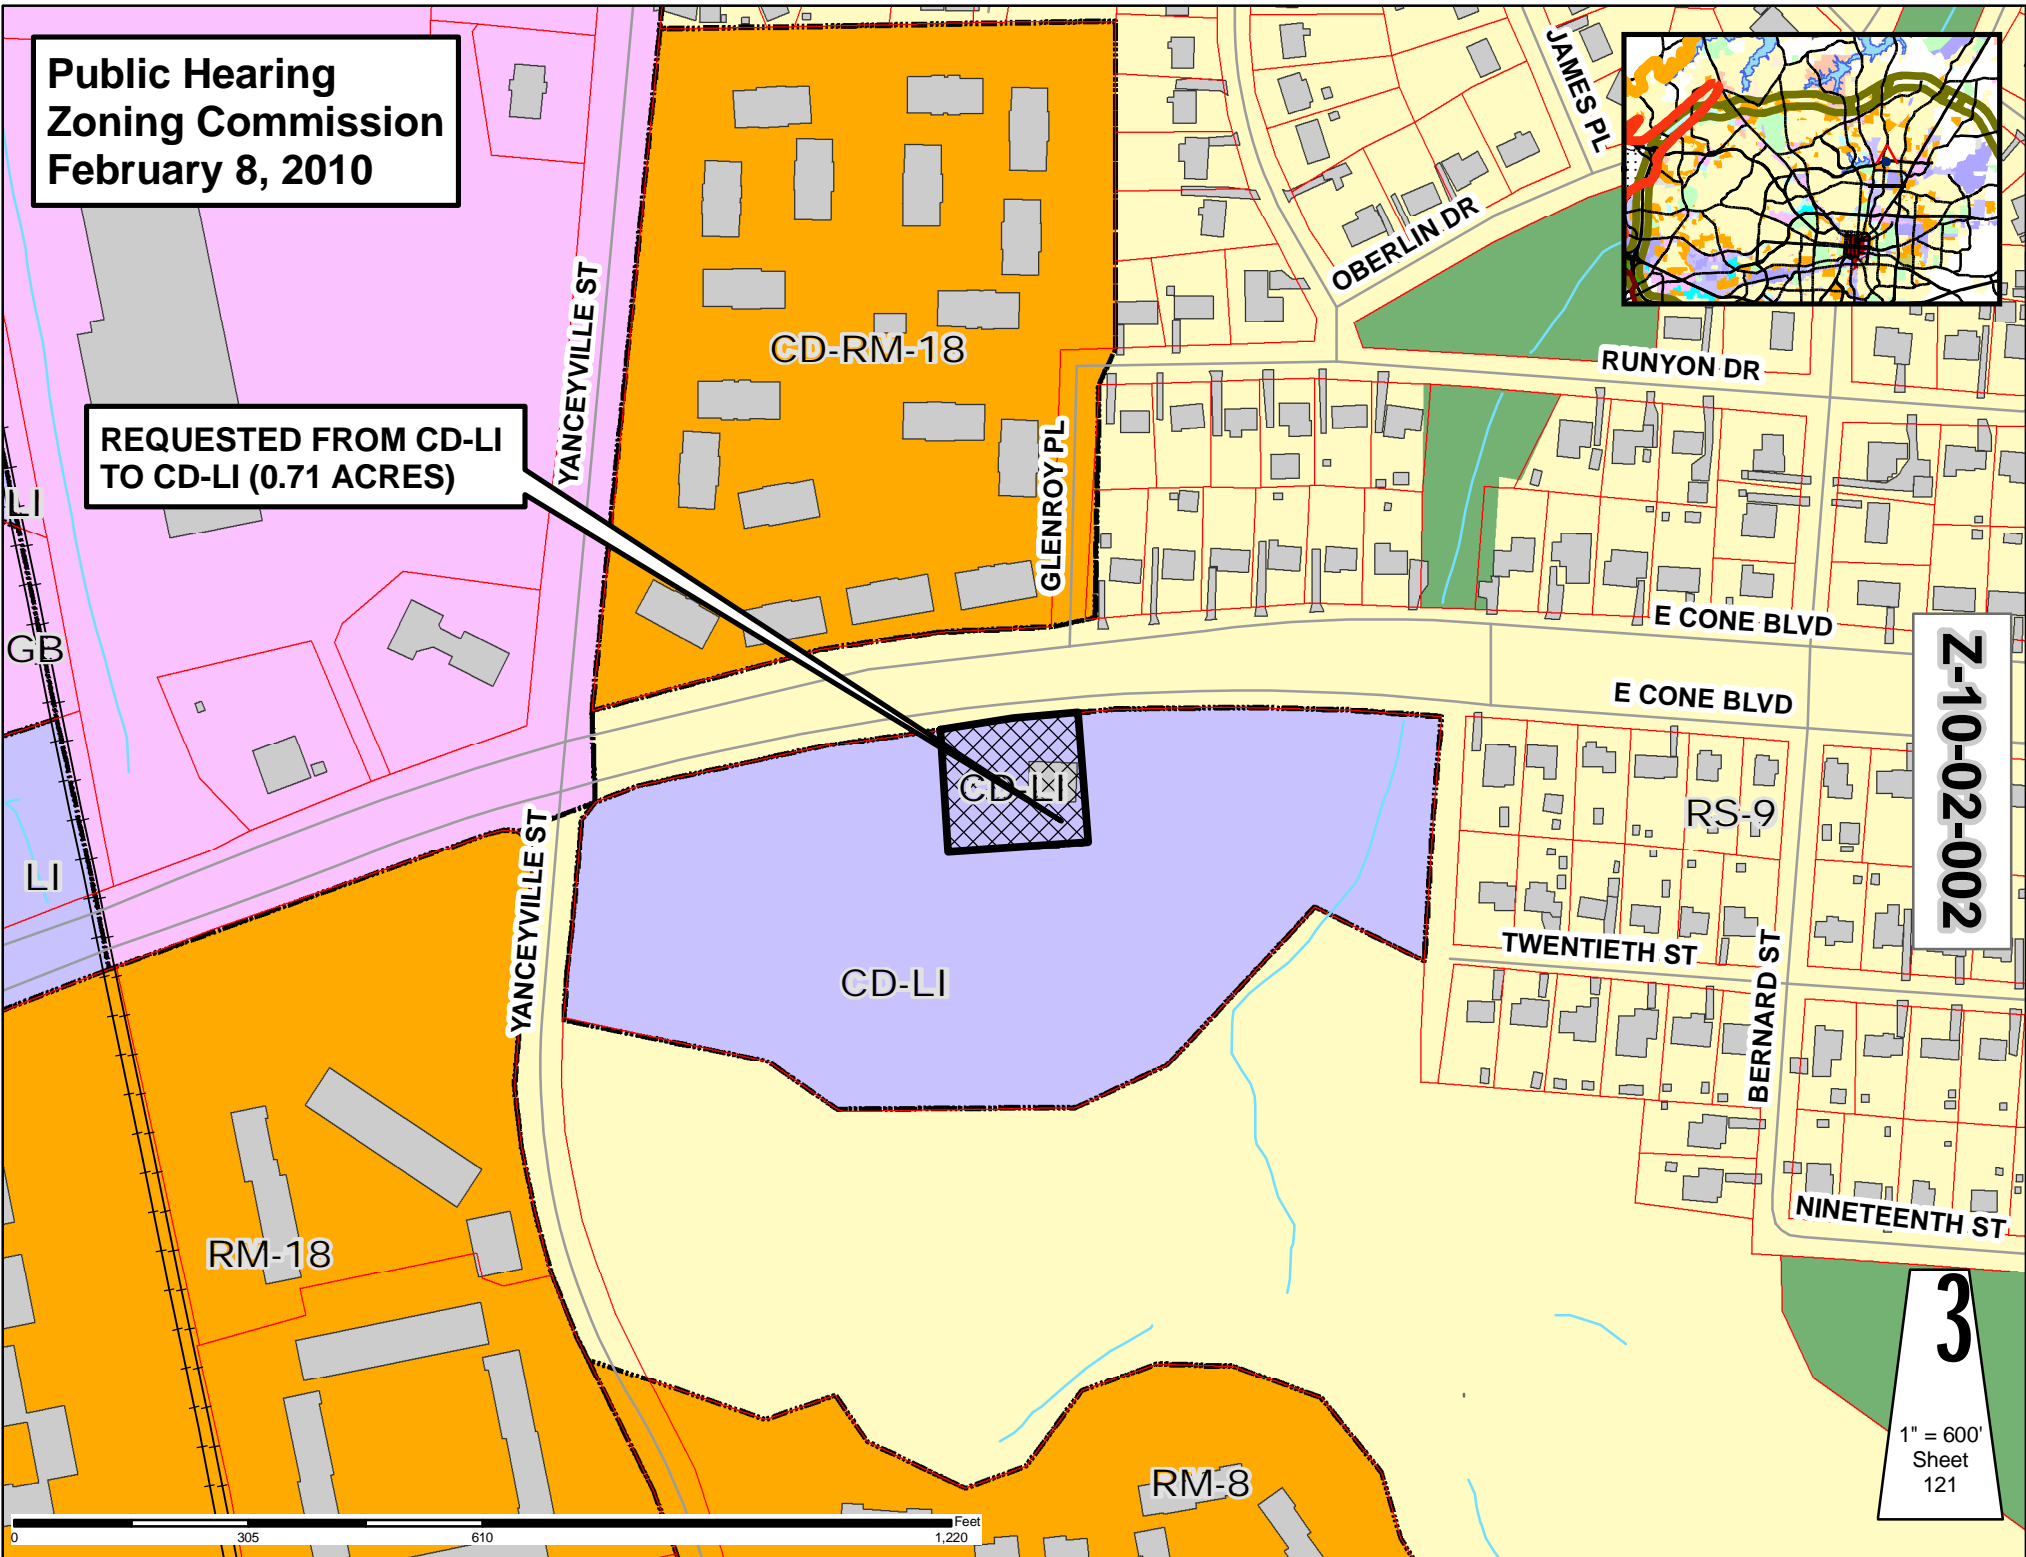 Public Hearing
Zoning Commission
February 8, 2010
JAMES PL
OBERLIN DR
YANCEYVILLE ST
CD-RM-18
RUNYON DR
REQUESTED FROM CD-LI
TO CD-LI (0.71 ACRES)
GLENROY PL
LI
GB
E CONE BLVD
E CONE BLVD
Z-10-02-002
CD-LI
RS-9
LI
YANCEYVILLE ST
CD-LI
TWENTIETH ST
BERNARD ST
NINETEENTH ST
RM-18
3
1" = 600'
Sheet
121
RM-8
Feet
0 305 610 1,220